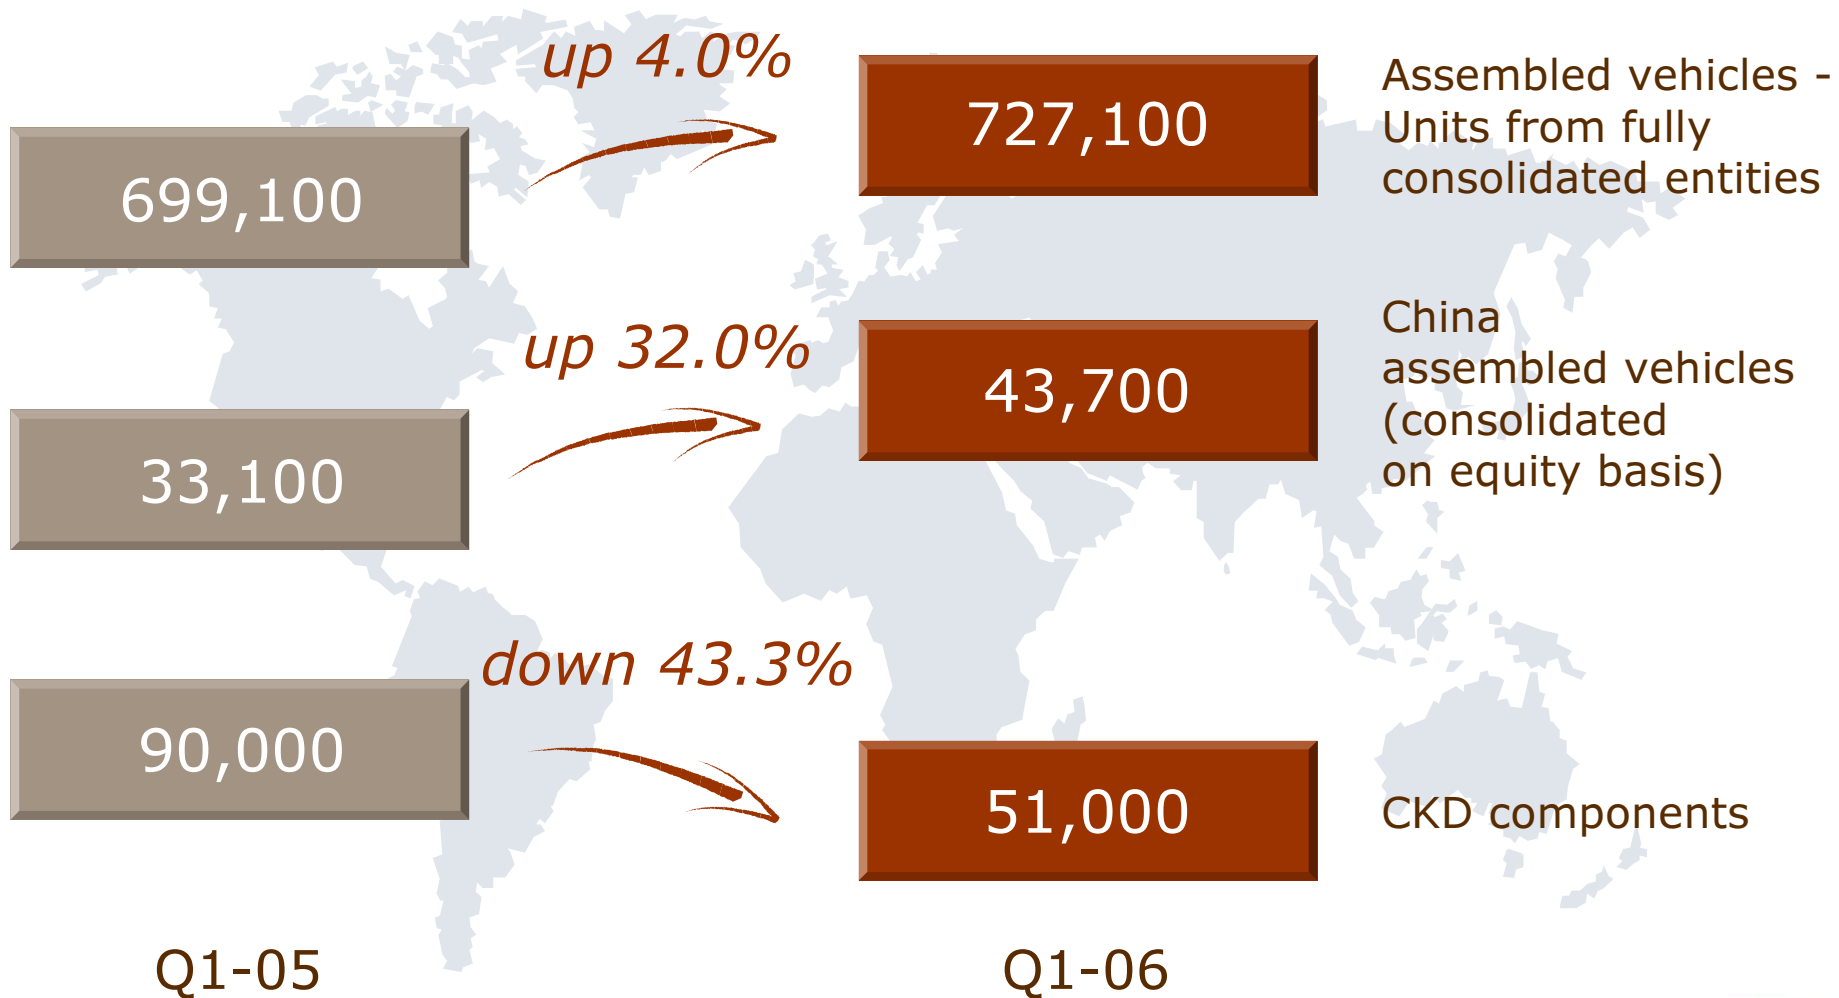 up 4.0%
699,100
727,100
Assembled vehicles -
Units from fully
consolidated entities
up 32.0%
33,100
43,700
China
assembled vehicles
(consolidated
on equity basis)
down 43.3%
90,000
51,000
CKD components
Q1-05
Q1-06